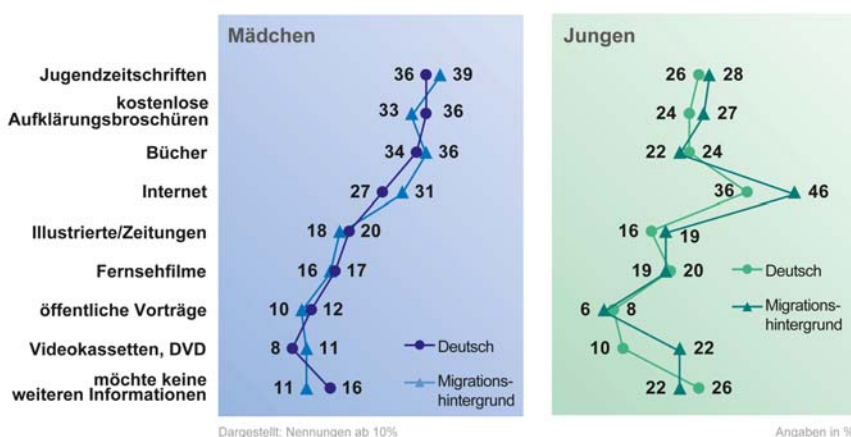 Mädchen
Jungen
Jugendzeitschriften
36 39
26 28
kostenlose
Aufklärungsbroschüren
33 36
24 27
Bücher
34 36
22 24
Internet
27 31
36 46
Illustrierte/Zeitungen
18 20
16 19
Fernsehfilme
16 17
19 20
Deutsch
öffentliche Vorträge
10 12
6 8
Migrations-
hintergrund
Videokassetten, DVD
8 11
Deutsch
10 22
möchte keine
weiteren Informationen
11 16
Migrations-
hintergrund
22 26
Dargestellt: Nennungen ab 10%
Angaben in %